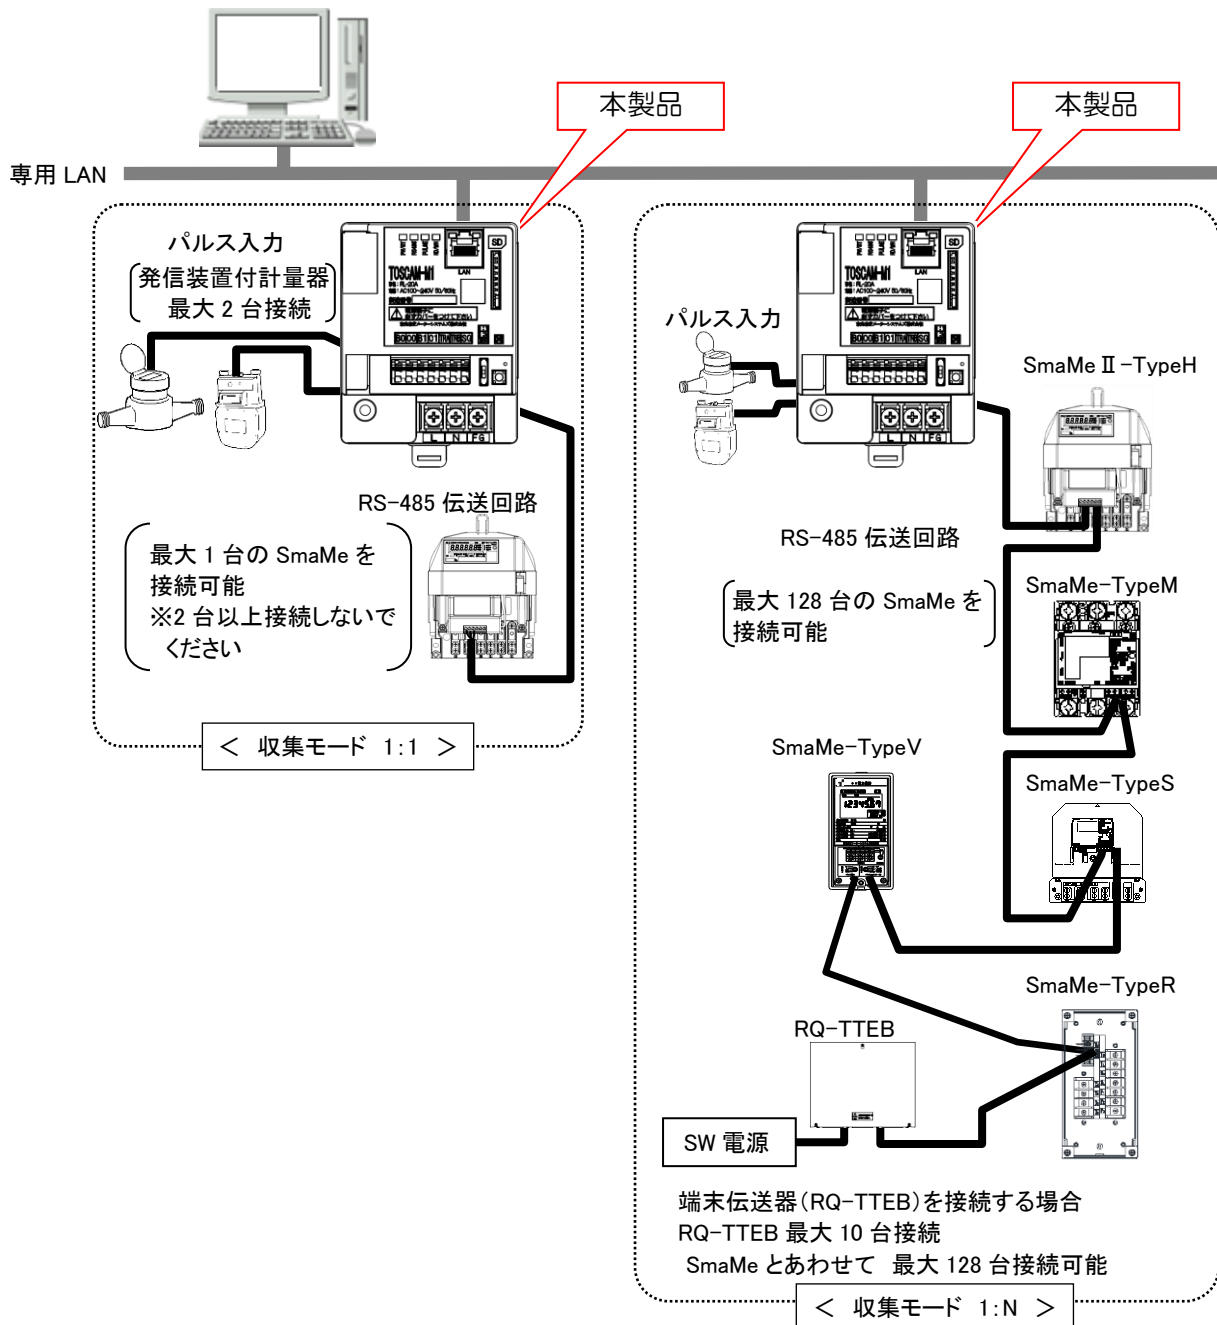 本製品
本製品
専用 LAN
パルス入力
発信装置付計量器
最大 2 台接続
SD
LAN
TOSCAM-M1
L N FG
RS-485 伝送回路
最大 1 台の SmaMe を
接続可能
※2 台以上接続しないで
ください
< 収集モード 1:1 >
パルス入力
SD
LAN
TOSCAM-M1
L N FG
SmaMeⅡ-TypeH
RS-485 伝送回路
最大 128 台の SmaMe を
接続可能
SmaMe-TypeM
SmaMe-TypeV
SmaMe-TypeS
SmaMe-TypeR
RQ-TTEB
SW 電源
端末伝送器(RQ-TTEB)を接続する場合
RQ-TTEB 最大 10 台接続
SmaMe とあわせて 最大 128 台接続可能
< 収集モード 1:N >